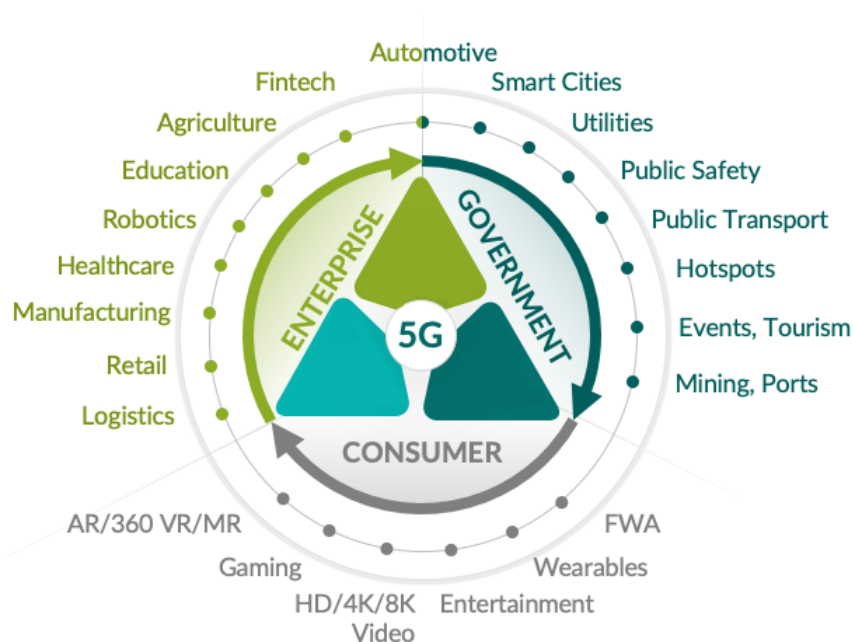 Automotive
Fintech
Smart Cities
Agriculture
Utilities
Education
Public Safety
Robotics
Public Transport
Healthcare
Hotspots
Manufacturing
Events, Tourism
Retail
Mining, Ports
Logistics
ENTERPRISE
GOVERNMENT
5G
CONSUMER
AR/360 VR/MR
FWA
Gaming
Wearables
HD/4K/8K
Video
Entertainment